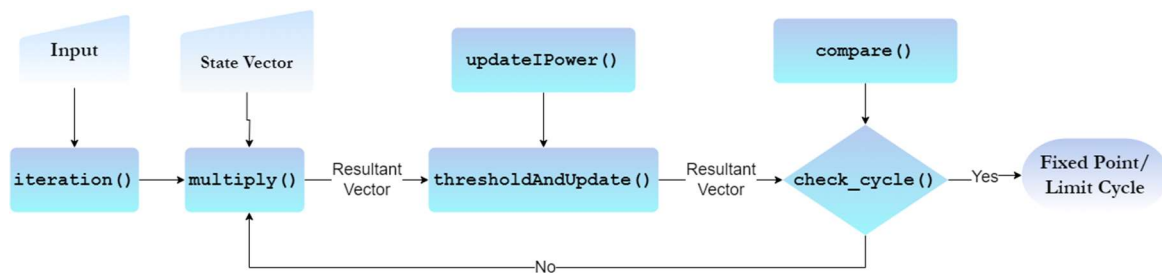 Input
State Vector
updateIPower()
compare()
iteration()
multiply()
Resultant
Vector
thresholdAndUpdate()
Resultant
Vector
check_cycle()
Yes
Fixed Point/
Limit Cycle
No